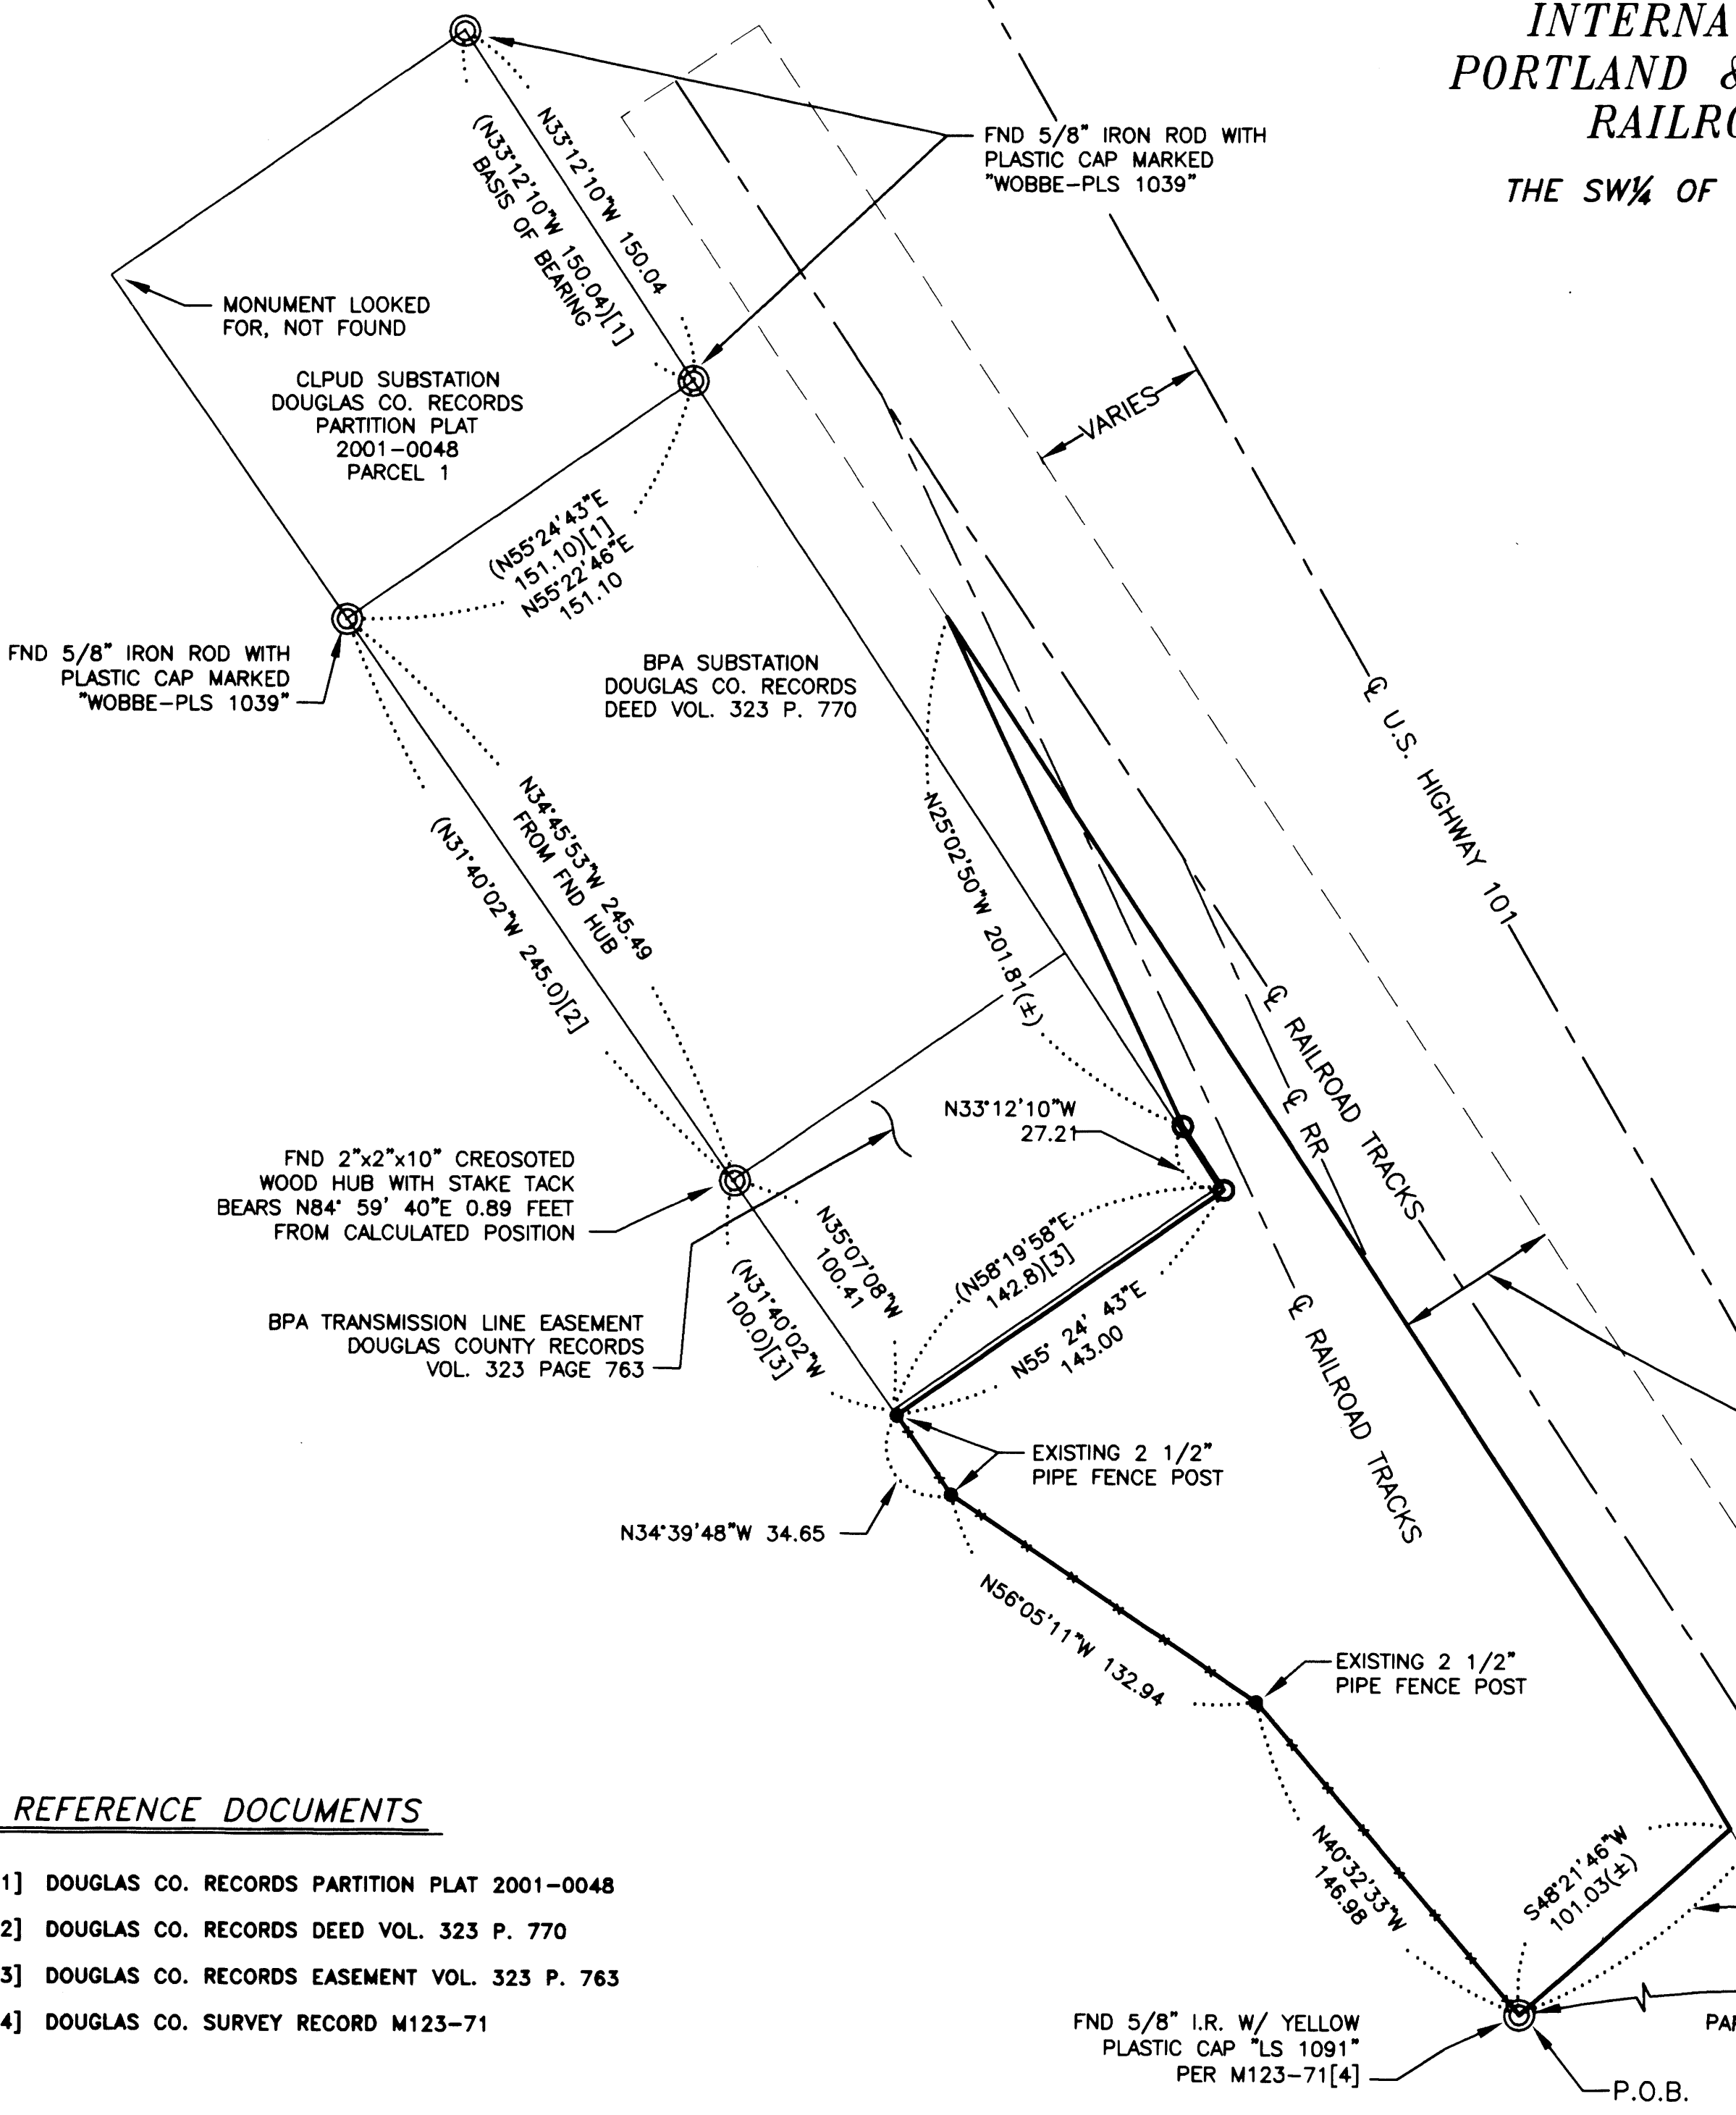 INTERNA
PORTLAND &
RAILRO
THE SW¼ OF
FND 5/8" IRON ROD WITH
PLASTIC CAP MARKED
"WOBBE-PLS 1039"
N33°12'10"W 150.04
(N33°12'10"W 150.04)[1]
BASIS OF BEARING
MONUMENT LOOKED
FOR, NOT FOUND
CLPUD SUBSTATION
DOUGLAS CO. RECORDS
PARTITION PLAT
2001-0048
PARCEL 1
VARIES
(N55°24'43"E
151.10)[1]
N55°22'46"E
151.10
FND 5/8" IRON ROD WITH
PLASTIC CAP MARKED
"WOBBE-PLS 1039"
BPA SUBSTATION
DOUGLAS CO. RECORDS
DEED VOL. 323 P. 770
℄ U.S. HIGHWAY 101
N34°45'53"W 245.49
FROM FND HUB
(N31°40'02"W 245.0)[2]
N25°02'50"W 201.81(±)
℄ RAILROAD TRACKS
℄ RR
N33°12'10"W
27.21
FND 2"x2"x10" CREOSOTED
WOOD HUB WITH STAKE TACK
BEARS N84° 59' 40"E 0.89 FEET
FROM CALCULATED POSITION
N35°07'08"W
100.41
(N31°40'02"W
100.0)[3]
(N58°19'58"E
142.8)[3]
N55° 24' 43"E
143.00
℄ RAILROAD TRACKS
BPA TRANSMISSION LINE EASEMENT
DOUGLAS COUNTY RECORDS
VOL. 323 PAGE 763
EXISTING 2 1/2"
PIPE FENCE POST
N34°39'48"W 34.65
N56°05'11"W 132.94
EXISTING 2 1/2"
PIPE FENCE POST
N40°32'33"W
146.98
S48°21'46"W
101.03(±)
REFERENCE DOCUMENTS
1] DOUGLAS CO. RECORDS PARTITION PLAT 2001-0048
2] DOUGLAS CO. RECORDS DEED VOL. 323 P. 770
3] DOUGLAS CO. RECORDS EASEMENT VOL. 323 P. 763
4] DOUGLAS CO. SURVEY RECORD M123-71
FND 5/8" I.R. W/ YELLOW
PLASTIC CAP "LS 1091"
PER M123-71[4]
PAR
P.O.B.